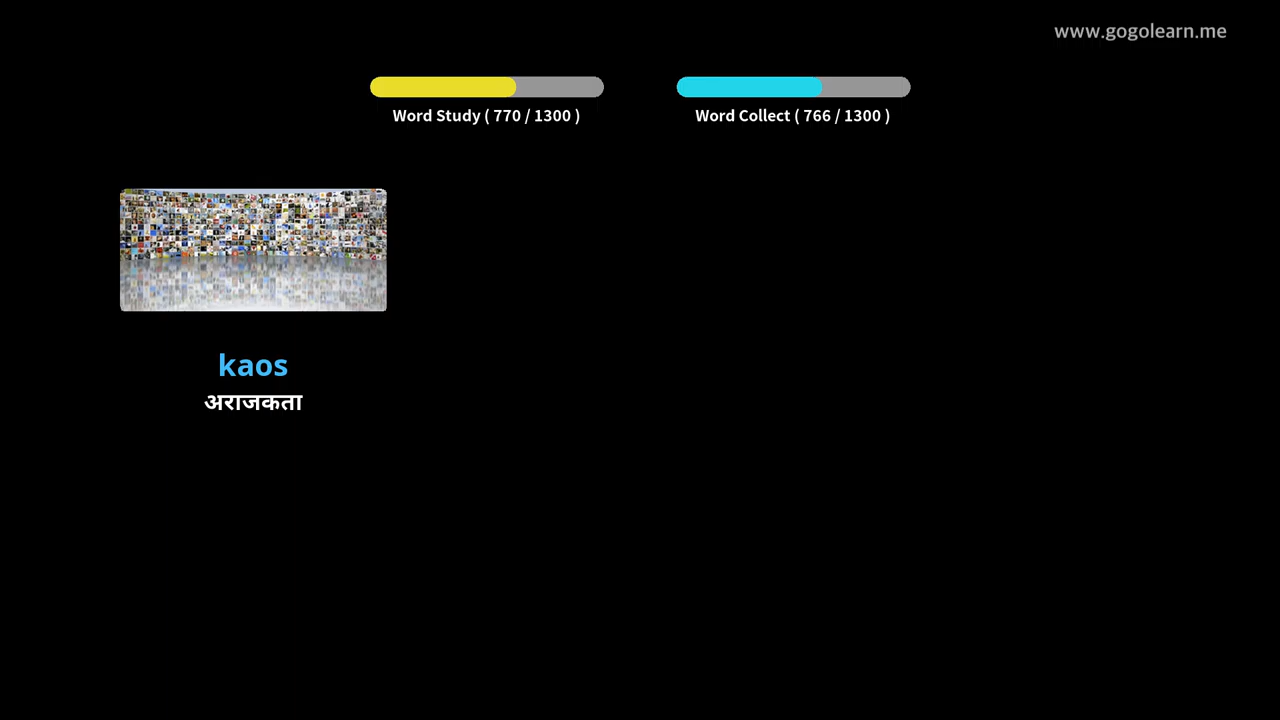 www.gogolearn.me
Word Study ( 770 / 1300 )
Word Collect ( 766 / 1300 )
kaos
अराजकता